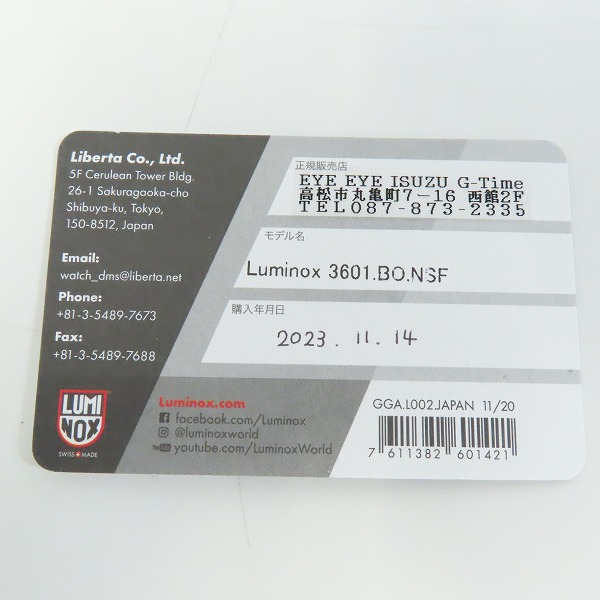 Liberta Co., Ltd.
5F Cerulean Tower Bldg.
26-1 Sakuragaoka-cho
Shibuya-ku, Tokyo,
150-8512, Japan
Email:
watch_dms@liberta.net
Phone:
+81-3-5489-7673
Fax:
+81-3-5489-7688
LUMI
NOX
SWISS MADE
正規販売店
EYE EYE ISUZU G-Time
高松市丸亀町7－16 西館2F
TEL087-873-2335
モデル名
Luminox 3601.BO.NSF
購入年月日
2023.11.14
Luminox.com
facebook.com/Luminox
@luminoxworld
youtube.com/LuminoxWorld
GGA.L002.JAPAN 11/20
7 611382 601421